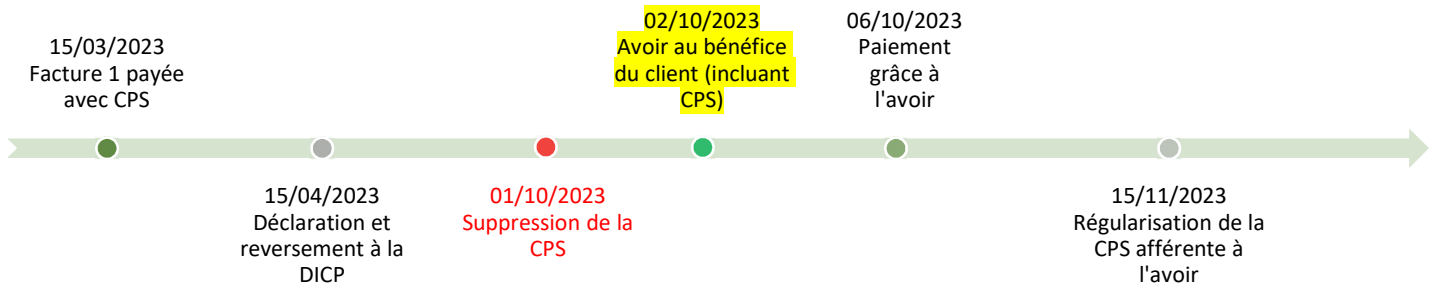 15/03/2023
Facture 1 payée
avec CPS
15/04/2023
Déclaration et
reversement à la
DICP
01/10/2023
Suppression de la
CPS
02/10/2023
Avoir au bénéfice
du client (incluant
CPS)
06/10/2023
Paiement
grâce à
l'avoir
15/11/2023
Régularisation de la
CPS afférente à
l'avoir